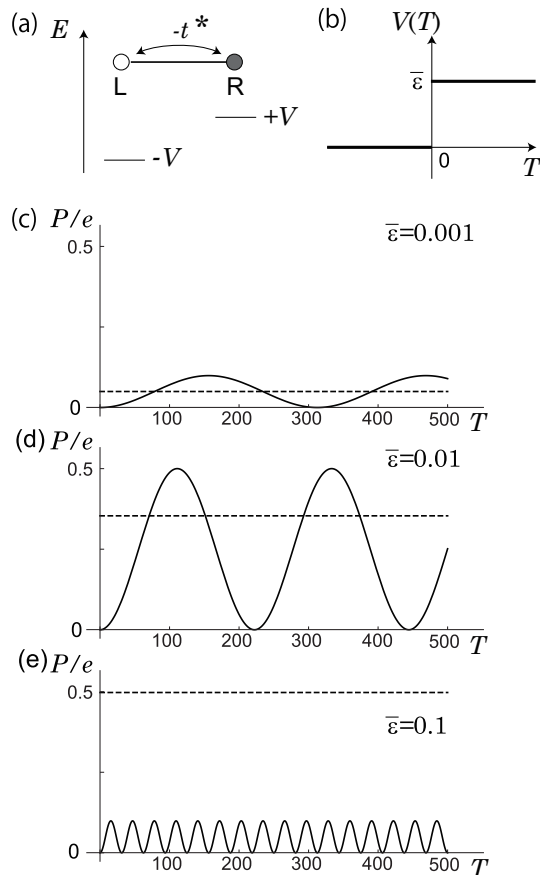 (a) E
-t *
L R
+V
-V
(b) V(T)
ε̅
0
T
(c) P/e
ε̅=0.001
0.5
0
100 200 300 400 500 T
(d) P/e
ε̅=0.01
0.5
0
100 200 300 400 500 T
(e) P/e
0.5
ε̅=0.1
0
100 200 300 400 500 T